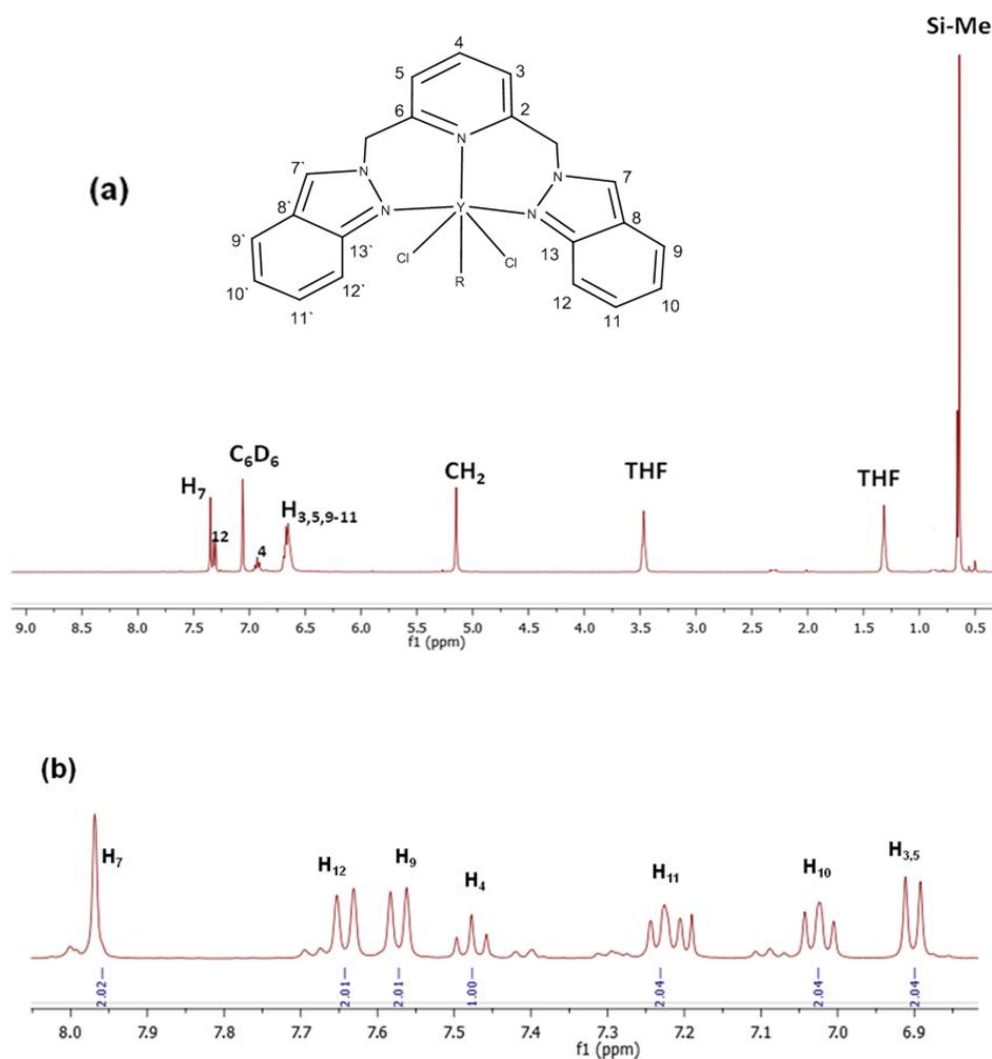 Si-Me
(a)
4
5
3
6
2
N
7`
N
N
7
8`
N
Y
N
8
9`
13`
13
9
Cl
Cl
10`
12`
R
12
10
11`
11
H7
12
C6D6
4
H3,5,9-11
CH2
THF
THF
9.0 8.5 8.0 7.5 7.0 6.5 6.0 5.5 5.0 4.5 4.0 3.5 3.0 2.5 2.0 1.5 1.0 0.5
f1 (ppm)
(b)
H7
H12
H9
H4
H11
H10
H3,5
2.02
2.01
2.01
1.00
2.04
2.04
2.04
8.0 7.9 7.8 7.7 7.6 7.5 7.4 7.3 7.2 7.1 7.0 6.9
f1 (ppm)